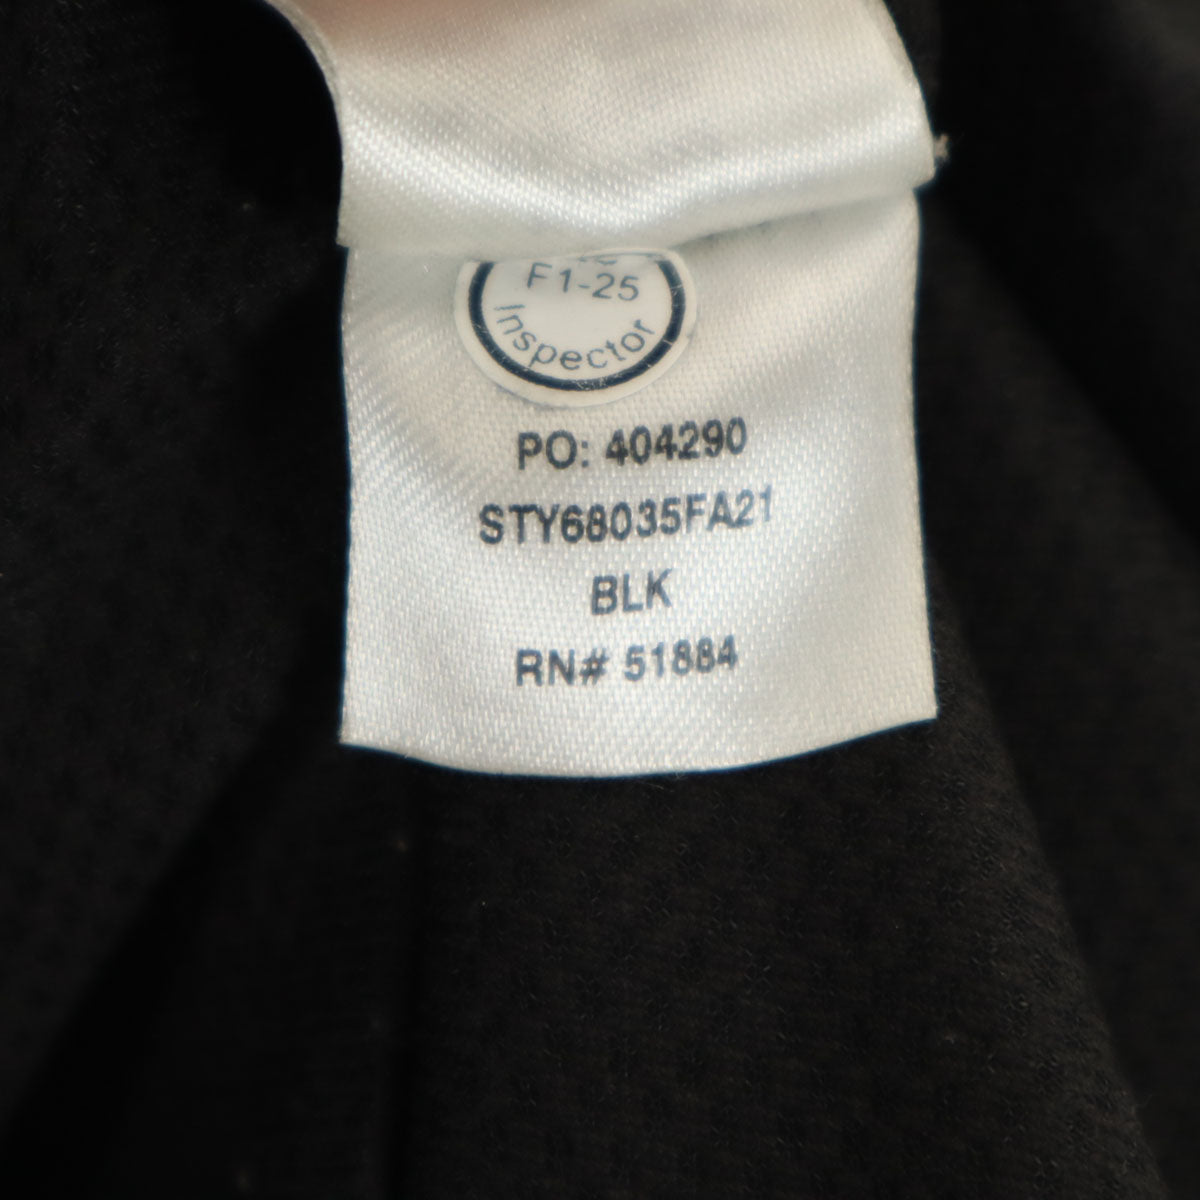 F1-25
Inspector
PO: 404290
STY68035FA21
BLK
RN# 51884